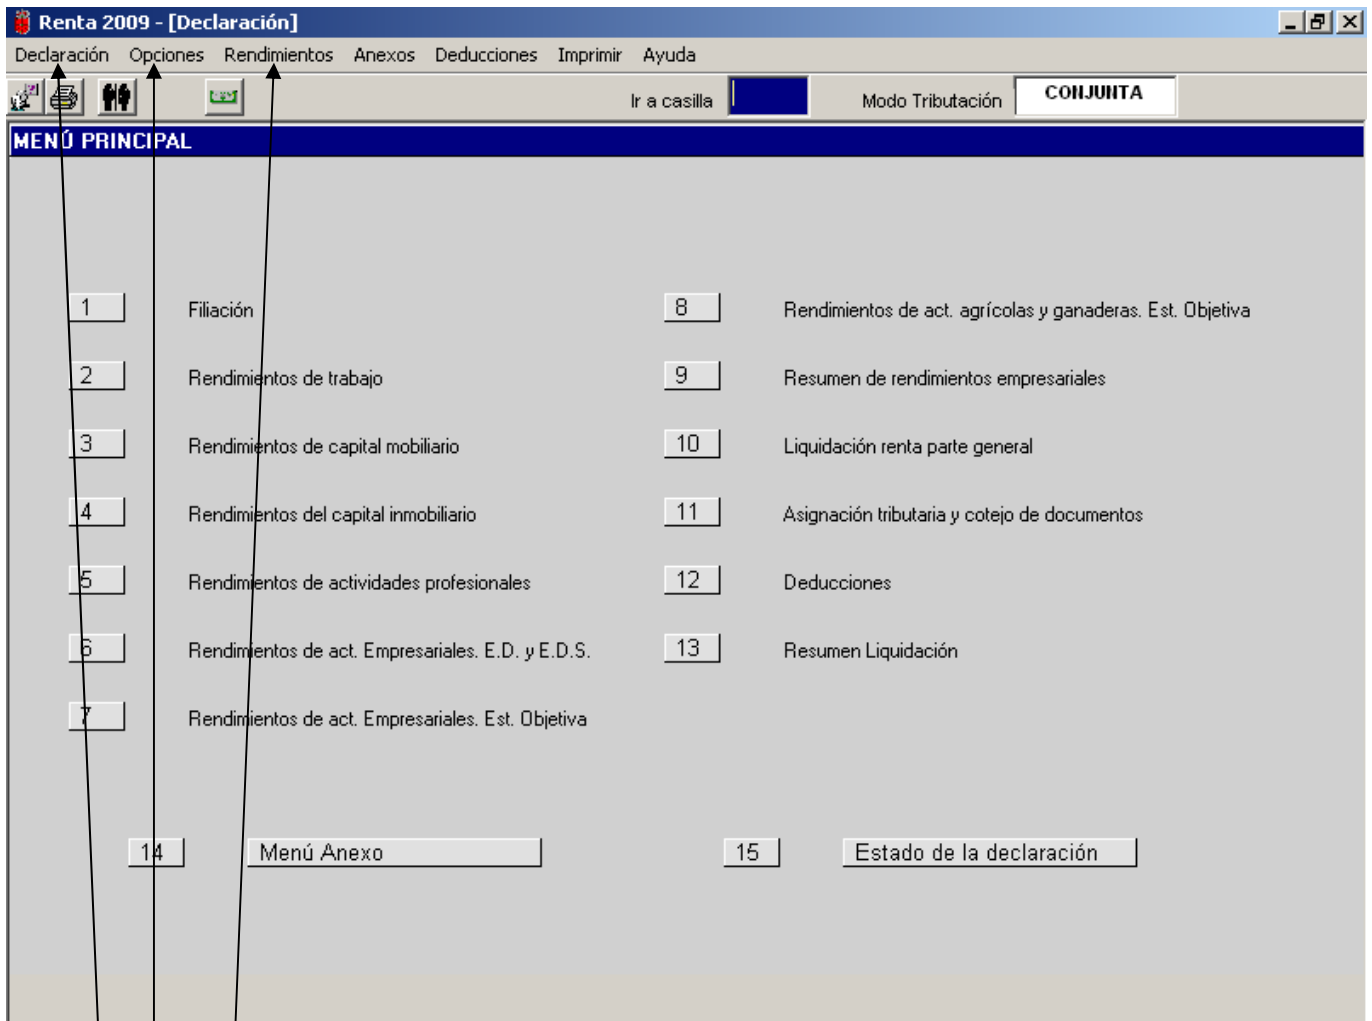 Renta 2009 - [Declaración]
Declaración Opciones Rendimientos Anexos Deducciones Imprimir Ayuda
Ir a casilla Modo Tributación CONJUNTA
MENÚ PRINCIPAL
1 Filiación
2 Rendimientos de trabajo
3 Rendimientos de capital mobiliario
4 Rendimientos del capital inmobiliario
5 Rendimientos de actividades profesionales
6 Rendimientos de act. Empresariales. E.D. y E.D.S.
7 Rendimientos de act. Empresariales. Est. Objetiva
8 Rendimientos de act. agrícolas y ganaderas. Est. Objetiva
9 Resumen de rendimientos empresariales
10 Liquidación renta parte general
11 Asignación tributaria y cotejo de documentos
12 Deducciones
13 Resumen Liquidación
14 Menú Anexo
15 Estado de la declaración